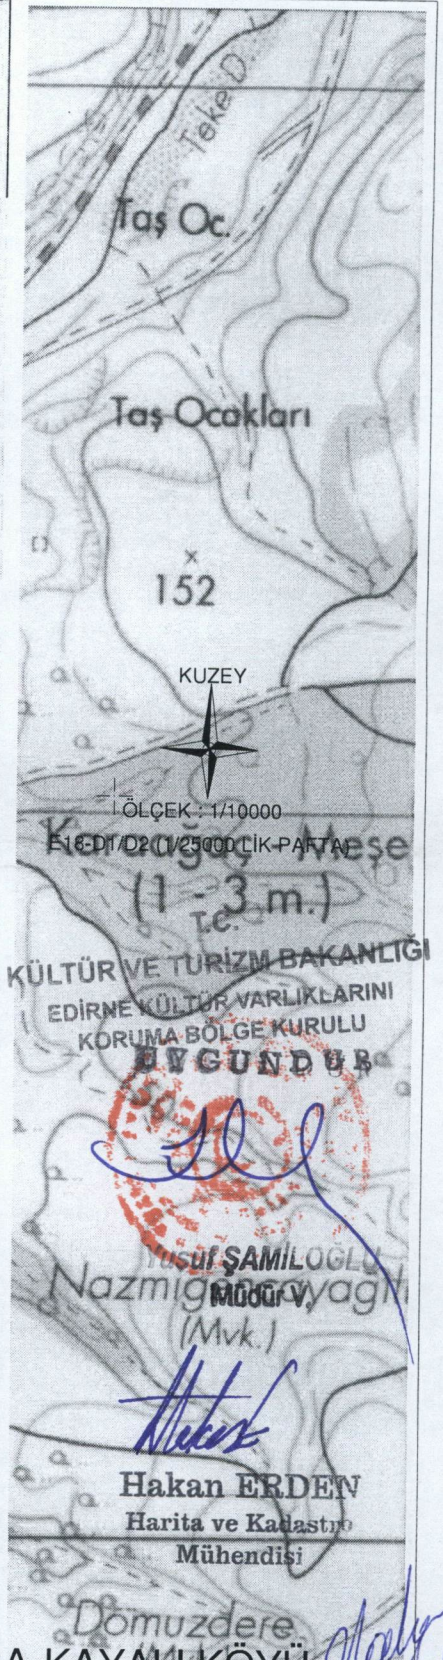 Teke D.
Taş Oc.
Taş Ocakları
152
KUZEY
ÖLÇEK : 1/10000
E18-D1/D2 (1/25000 LİK PAFTA)
Karaağaç - Meşe
(1 - 3 m.)
T.C.
KÜLTÜR VE TURİZM BAKANLIĞI
EDİRNE KÜLTÜR VARLIKLARINI
KORUMA BÖLGE KURULU
UYGUNDUR
Yusuf ŞAMİLOĞLU
Müdür V.
(Mvk.)
Hakan ERDEN
Harita ve Kadastro
Mühendisi
Domuzdere
KAYALI KÖYÜ